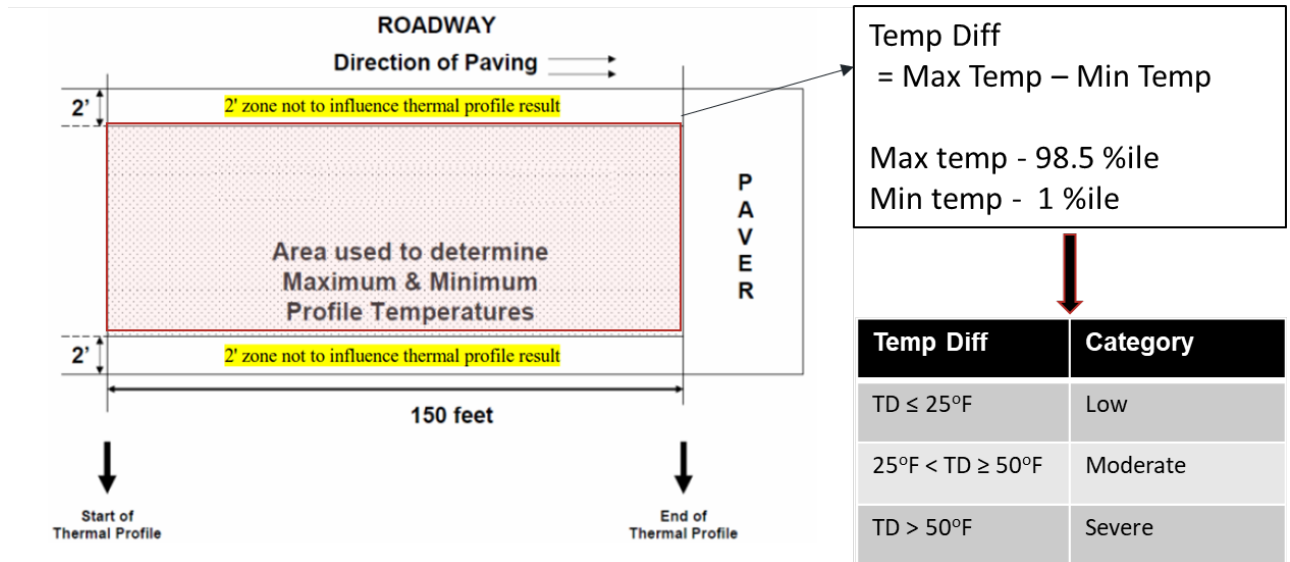 ROADWAY
Direction of Paving
2'
2' zone not to influence thermal profile result
Area used to determine
Maximum & Minimum
Profile Temperatures
P
A
V
E
R
2'
2' zone not to influence thermal profile result
150 feet
Start of
Thermal Profile
End of
Thermal Profile
Temp Diff
= Max Temp – Min Temp
Max temp - 98.5 %ile
Min temp - 1 %ile
Temp Diff Category
TD ≤ 25°F Low
25°F < TD ≥ 50°F Moderate
TD > 50°F Severe